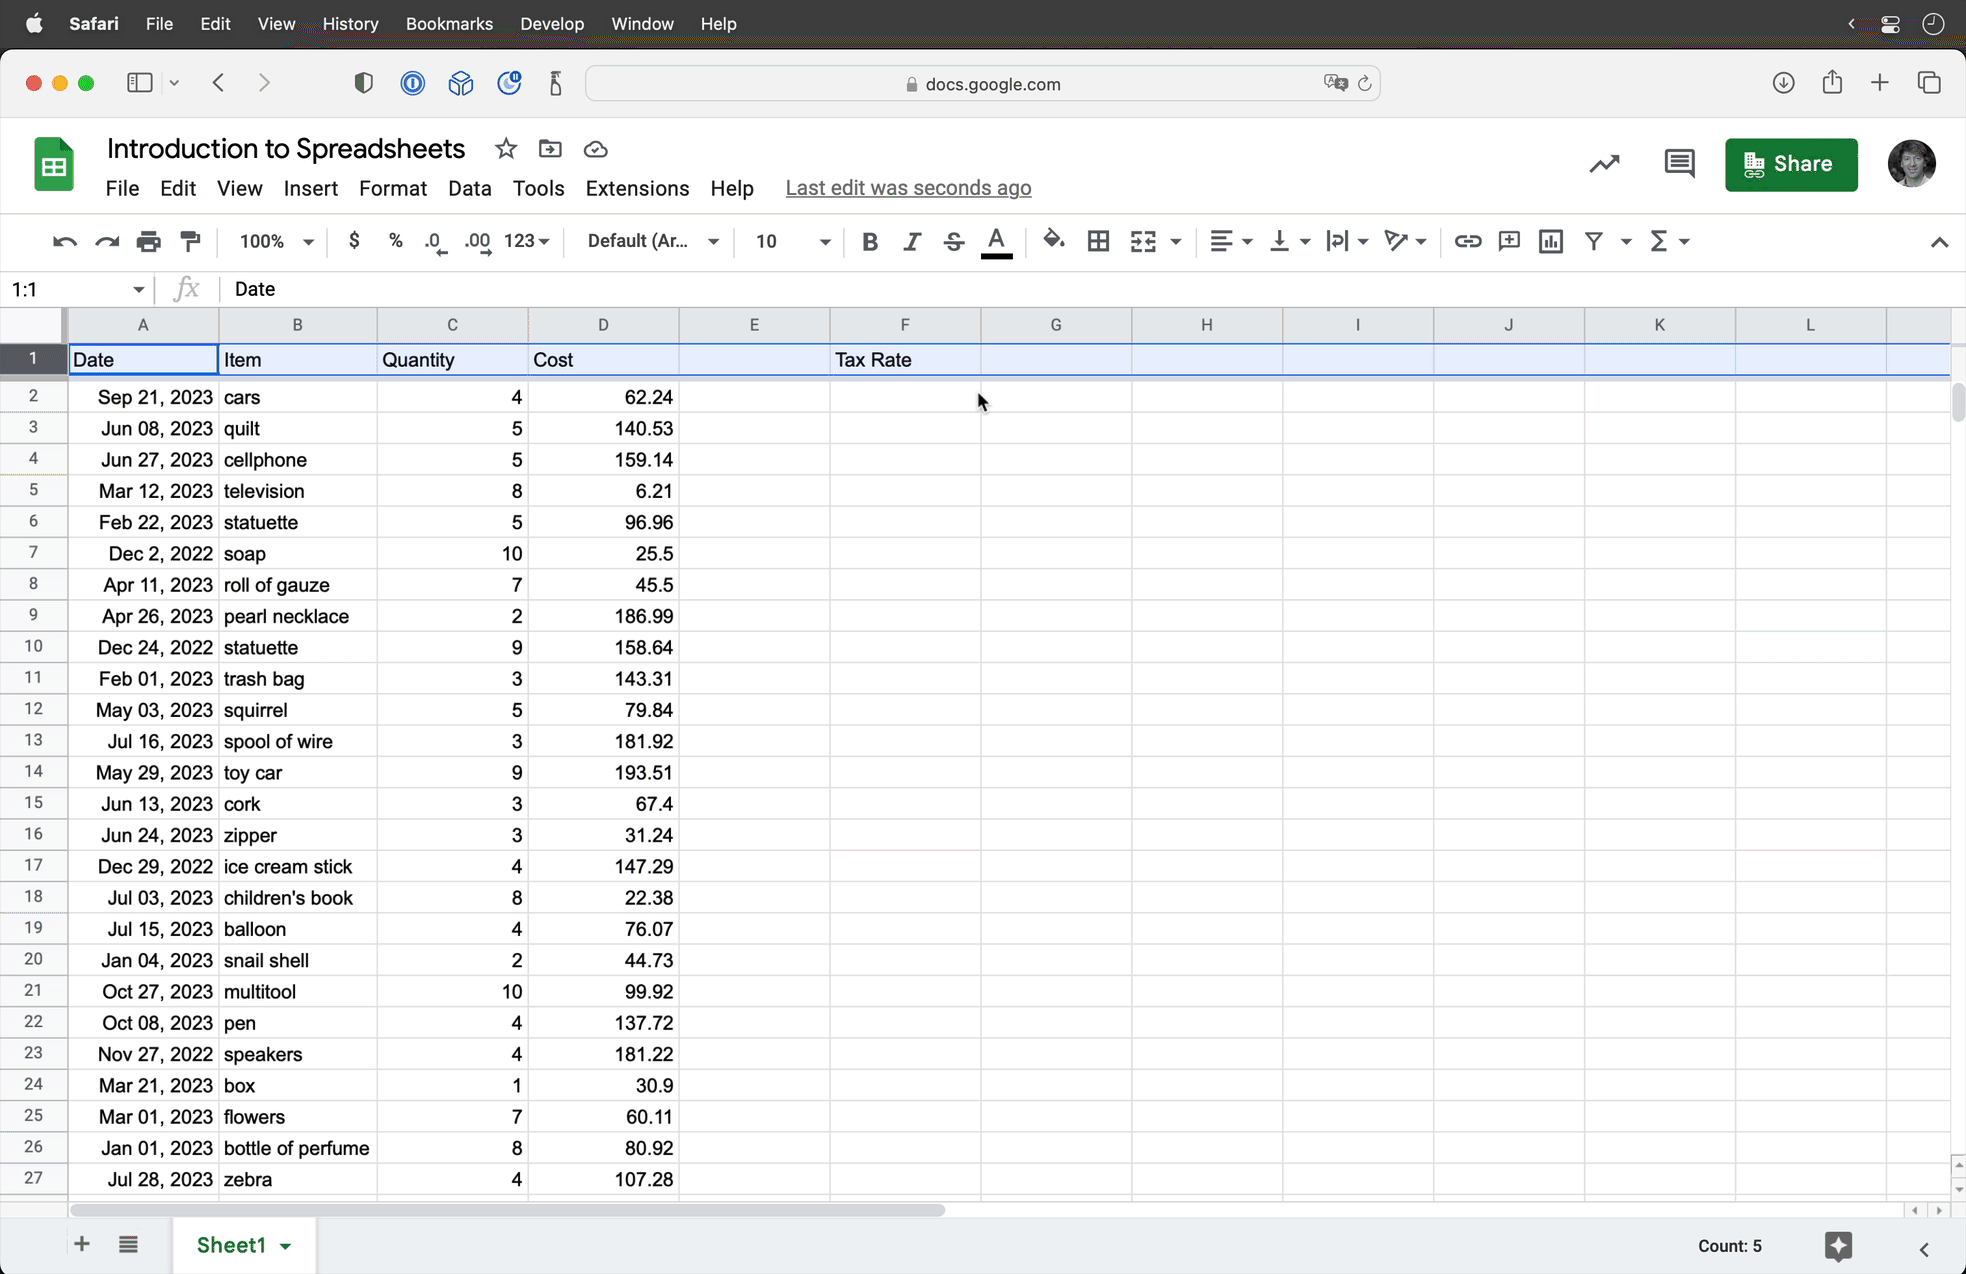 Safari File Edit View History Bookmarks Develop Window Help
docs.google.com
Introduction to Spreadsheets
File Edit View Insert Format Data Tools Extensions Help Last edit was seconds ago
Share
100% $ % .0 .00 123 Default (Ar... 10 B I S A
1:1 fx Date
A B C D E F G H I J K L
1 Date Item Quantity Cost Tax Rate
2 Sep 21, 2023 cars 4 62.24
3 Jun 08, 2023 quilt 5 140.53
4 Jun 27, 2023 cellphone 5 159.14
5 Mar 12, 2023 television 8 6.21
6 Feb 22, 2023 statuette 5 96.96
7 Dec 2, 2022 soap 10 25.5
8 Apr 11, 2023 roll of gauze 7 45.5
9 Apr 26, 2023 pearl necklace 2 186.99
10 Dec 24, 2022 statuette 9 158.64
11 Feb 01, 2023 trash bag 3 143.31
12 May 03, 2023 squirrel 5 79.84
13 Jul 16, 2023 spool of wire 3 181.92
14 May 29, 2023 toy car 9 193.51
15 Jun 13, 2023 cork 3 67.4
16 Jun 24, 2023 zipper 3 31.24
17 Dec 29, 2022 ice cream stick 4 147.29
18 Jul 03, 2023 children's book 8 22.38
19 Jul 15, 2023 balloon 4 76.07
20 Jan 04, 2023 snail shell 2 44.73
21 Oct 27, 2023 multitool 10 99.92
22 Oct 08, 2023 pen 4 137.72
23 Nov 27, 2022 speakers 4 181.22
24 Mar 21, 2023 box 1 30.9
25 Mar 01, 2023 flowers 7 60.11
26 Jan 01, 2023 bottle of perfume 8 80.92
27 Jul 28, 2023 zebra 4 107.28
Sheet1 Count: 5